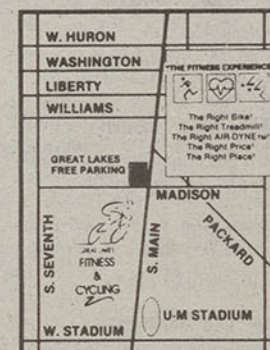 W. HURON
WASHINGTON
LIBERTY
WILLIAMS
"THE FITNESS EXPERIENCE
The Right Bike!
The Right Treadmill!
The Right AIR-DYNE™!
The Right Price!
The Right Place!
GREAT LAKES
FREE PARKING
MADISON
PACKARD
S. SEVENTH
S. MAIN
FITNESS
&
CYCLING
U-M STADIUM
W. STADIUM